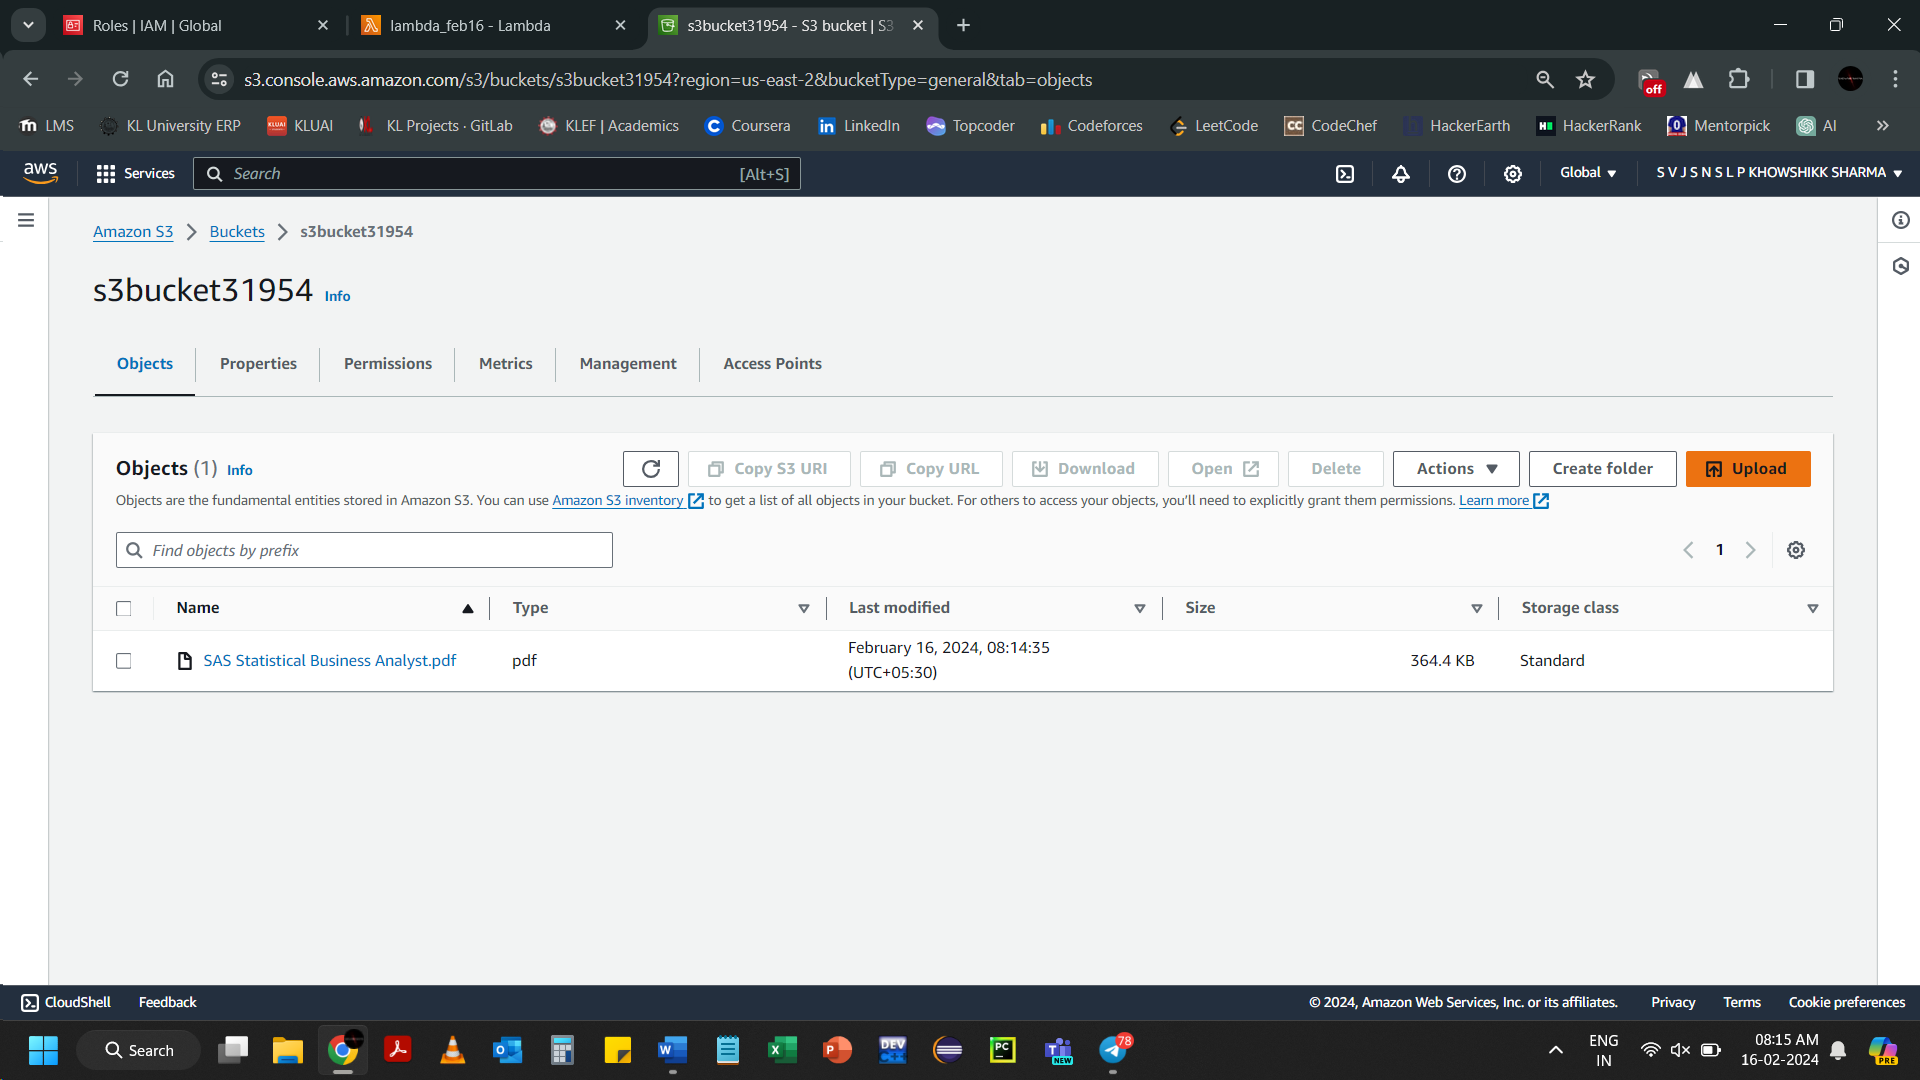 Roles | IAM | Global
lambda_feb16 - Lambda
s3bucket31954 - S3 bucket | S3
s3.console.aws.amazon.com/s3/buckets/s3bucket31954?region=us-east-2&bucketType=general&tab=objects
off
LMS
KL University ERP
KLUAI KLUAI
KL Projects · GitLab
KLEF | Academics
Coursera
in LinkedIn
Topcoder
Codeforces
LeetCode
CC CodeChef
HackerEarth
HackerRank
Mentorpick
AI
aws
Services
Search [Alt+S]
Global
S V J S N S L P KHOWSHIKK SHARMA
Amazon S3 Buckets s3bucket31954
s3bucket31954 Info
Objects Properties Permissions Metrics Management Access Points
Objects (1) Info
Copy S3 URI Copy URL Download Open Delete Actions Create folder Upload
Objects are the fundamental entities stored in Amazon S3. You can use Amazon S3 inventory to get a list of all objects in your bucket. For others to access your objects, you'll need to explicitly grant them permissions. Learn more
Find objects by prefix
1
Name Type Last modified Size Storage class
SAS Statistical Business Analyst.pdf pdf February 16, 2024, 08:14:35 (UTC+05:30) 364.4 KB Standard
CloudShell Feedback
© 2024, Amazon Web Services, Inc. or its affiliates. Privacy Terms Cookie preferences
Search
DEV
PC
NEW
78
ENG
IN
08:15 AM
16-02-2024
PRE